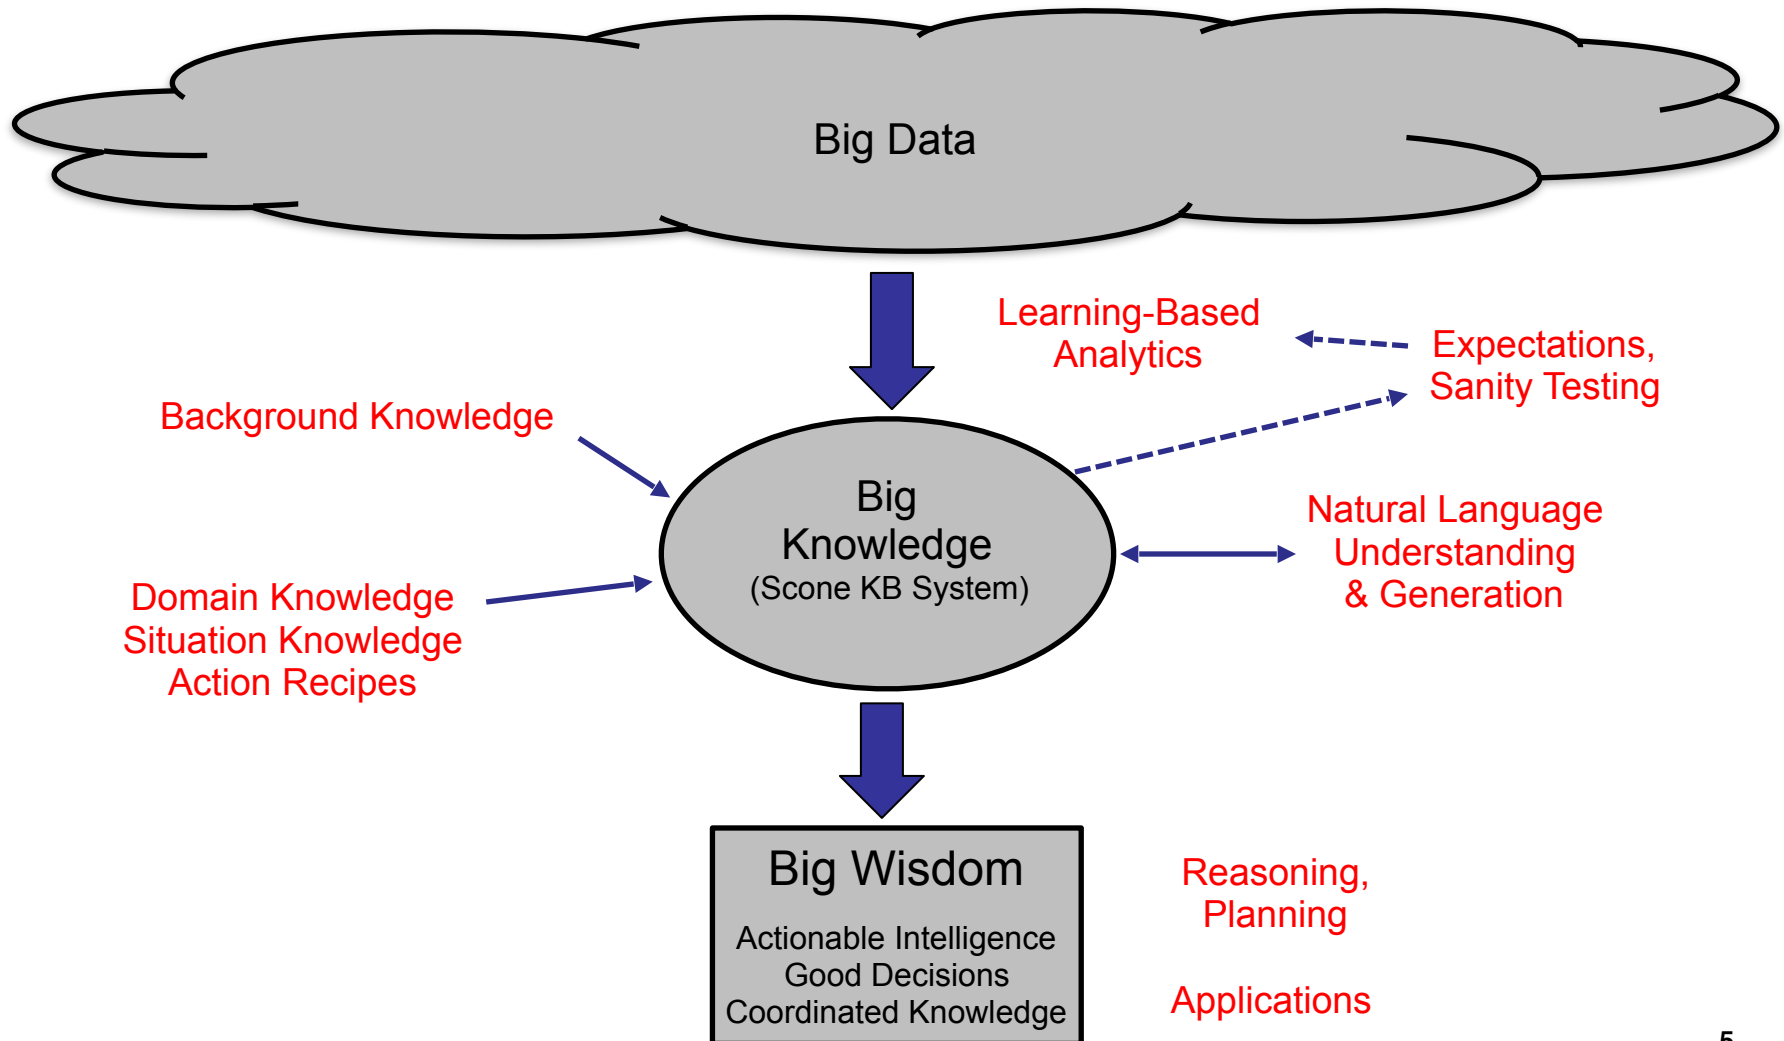 Big Data
Learning-Based
Analytics
Expectations,
Sanity Testing
Background Knowledge
Big
Knowledge
(Scone KB System)
Natural Language
Understanding
& Generation
Domain Knowledge
Situation Knowledge
Action Recipes
Big Wisdom
Actionable Intelligence
Good Decisions
Coordinated Knowledge
Reasoning,
Planning
Applications
5